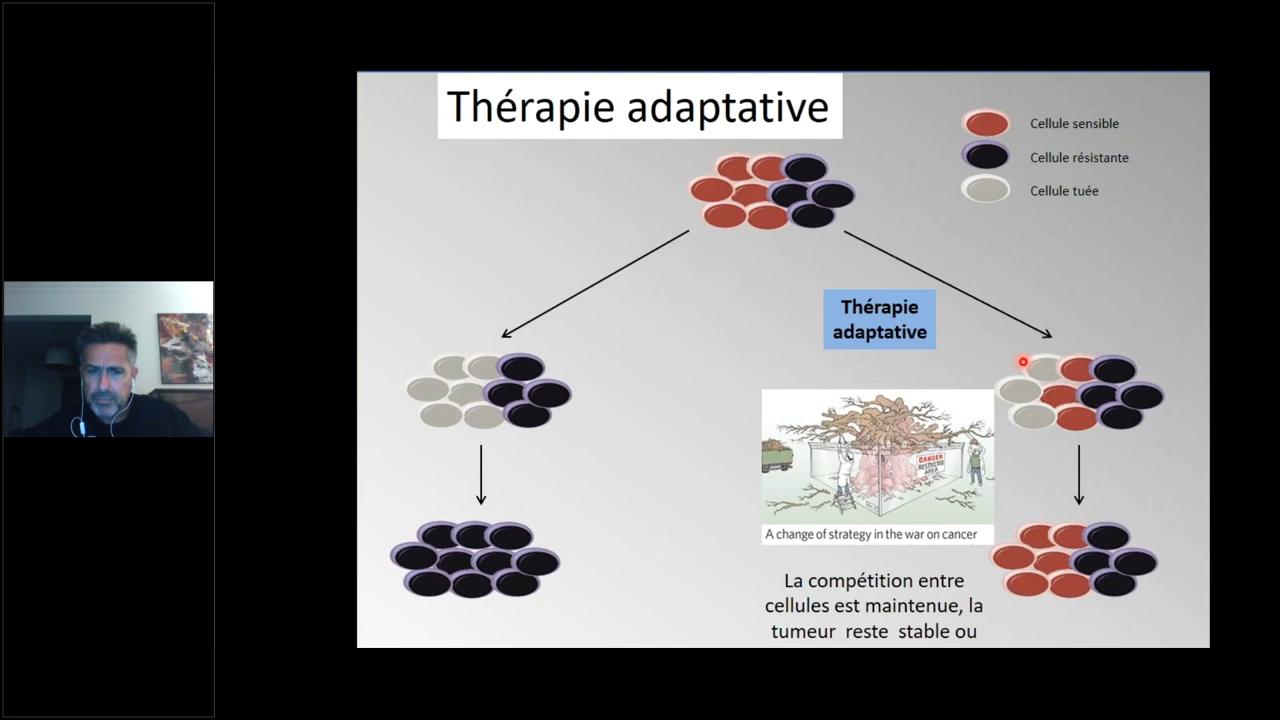 Thérapie adaptative
Cellule sensible
Cellule résistante
Cellule tuée
Thérapie
adaptative
DANGER
RESTRICTED
AREA
A change of strategy in the war on cancer
La compétition entre
cellules est maintenue, la
tumeur reste stable ou